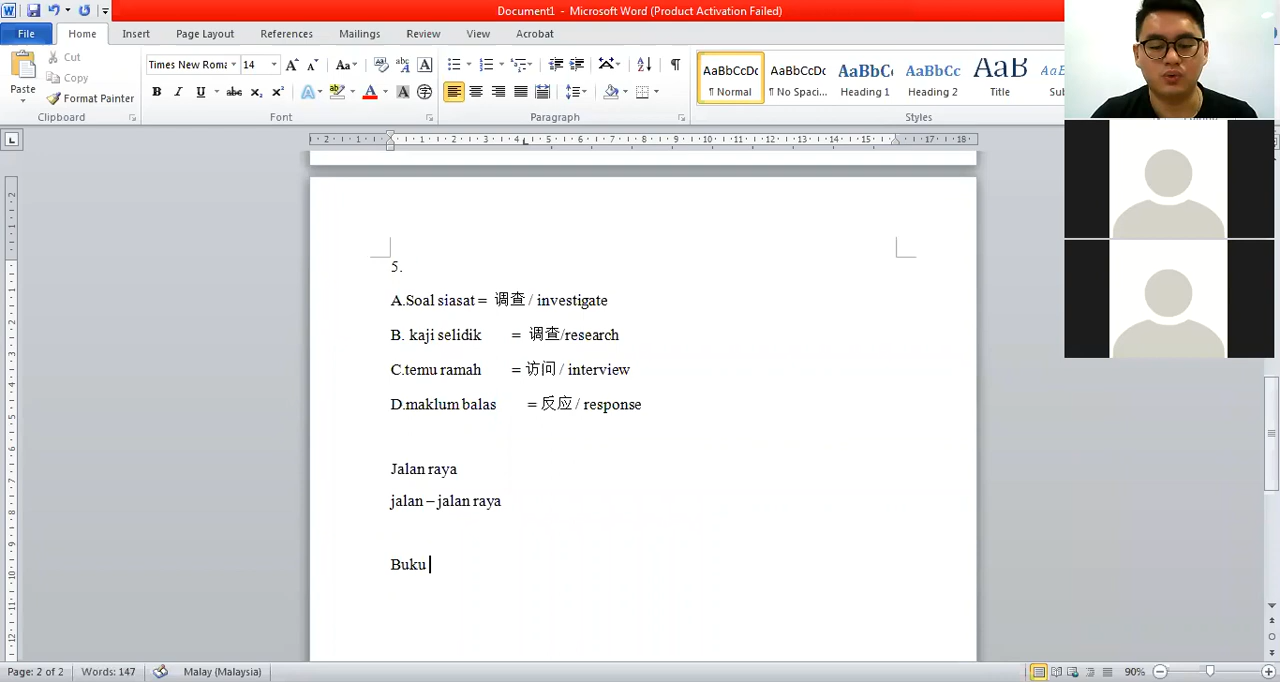 Document1 - Microsoft Word (Product Activation Failed)
File Home Insert Page Layout References Mailings Review View Acrobat
Paste
Cut
Copy
Format Painter
Clipboard
Times New Roma 14
Font
Paragraph
AaBbCcDc AaBbCcDc AaBbC AaBbCc AaB
¶ Normal ¶ No Spaci... Heading 1 Heading 2 Title
Styles
5.
A.Soal siasat = 调查 / investigate
B. kaji selidik = 调查/research
C.temu ramah = 访问 / interview
D.maklum balas = 反应 / response
Jalan raya
jalan – jalan raya
Buku
Page: 2 of 2 Words: 147 Malay (Malaysia) 90%